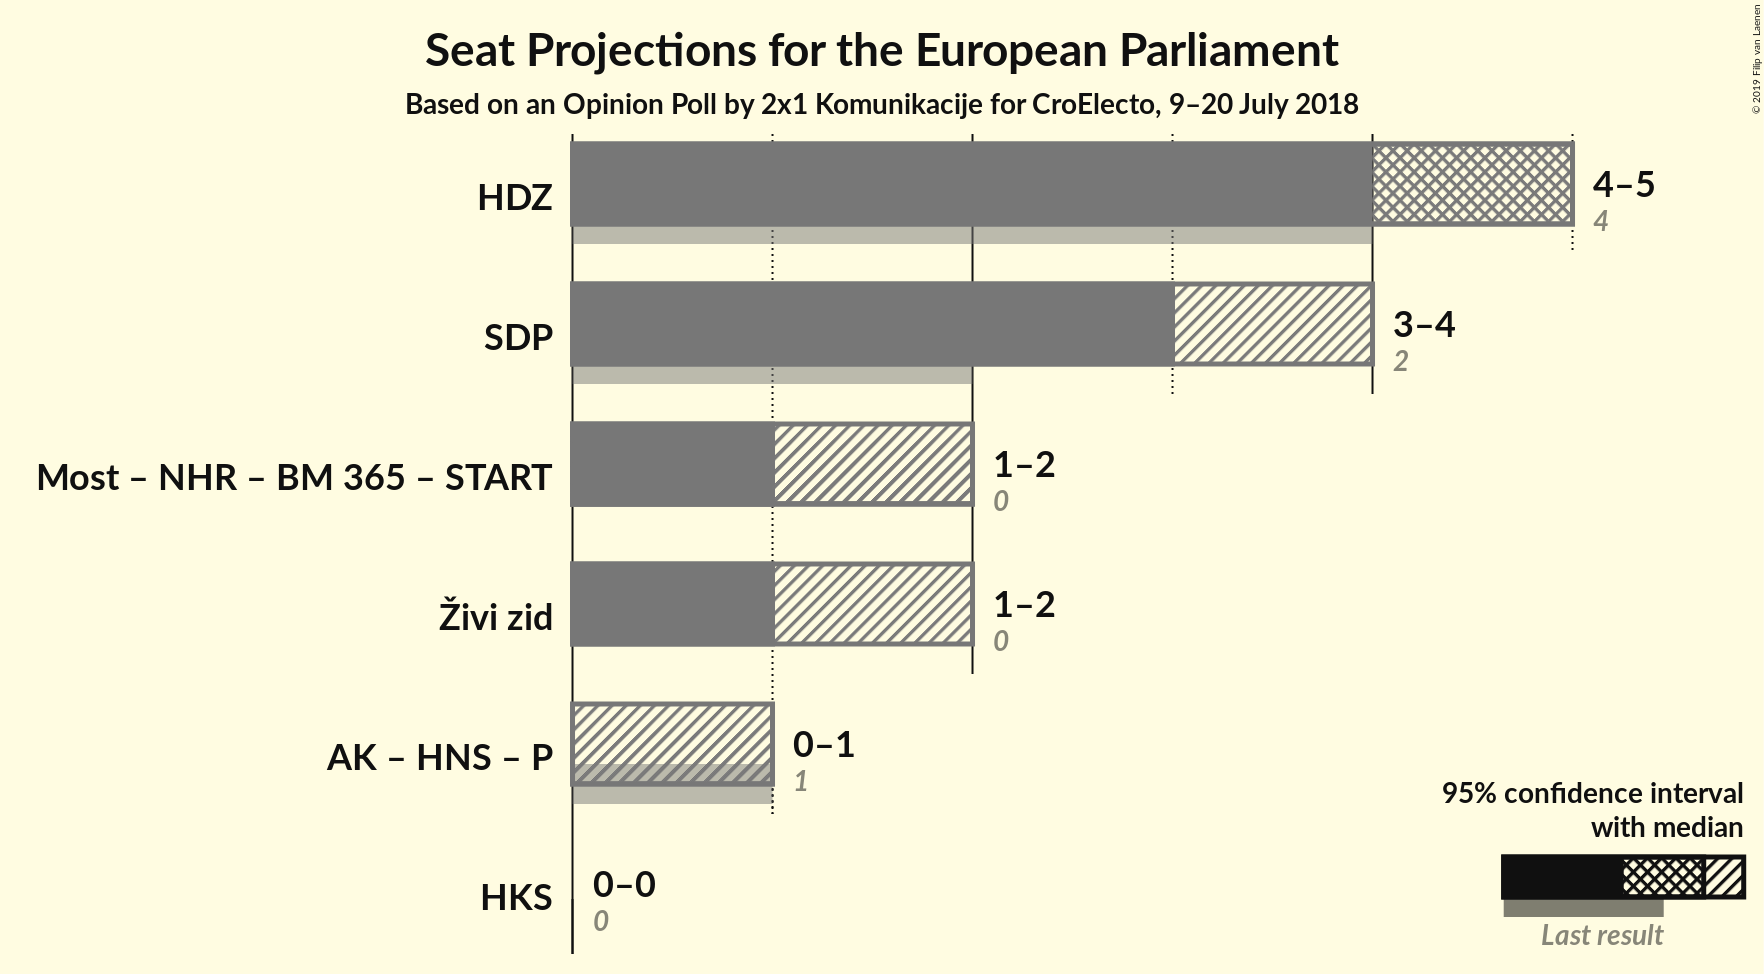 Seat Projections for the European Parliament
Based on an Opinion Poll by 2x1 Komunikacije for CroElecto, 9–20 July 2018
© 2019 Filip van Laenen
HDZ
4–5
4
SDP
3–4
2
Most – NHR – BM 365 – START
1–2
0
Živi zid
1–2
0
AK – HNS – P
0–1
1
HKS
0–0
0
95% confidence interval
with median
Last result